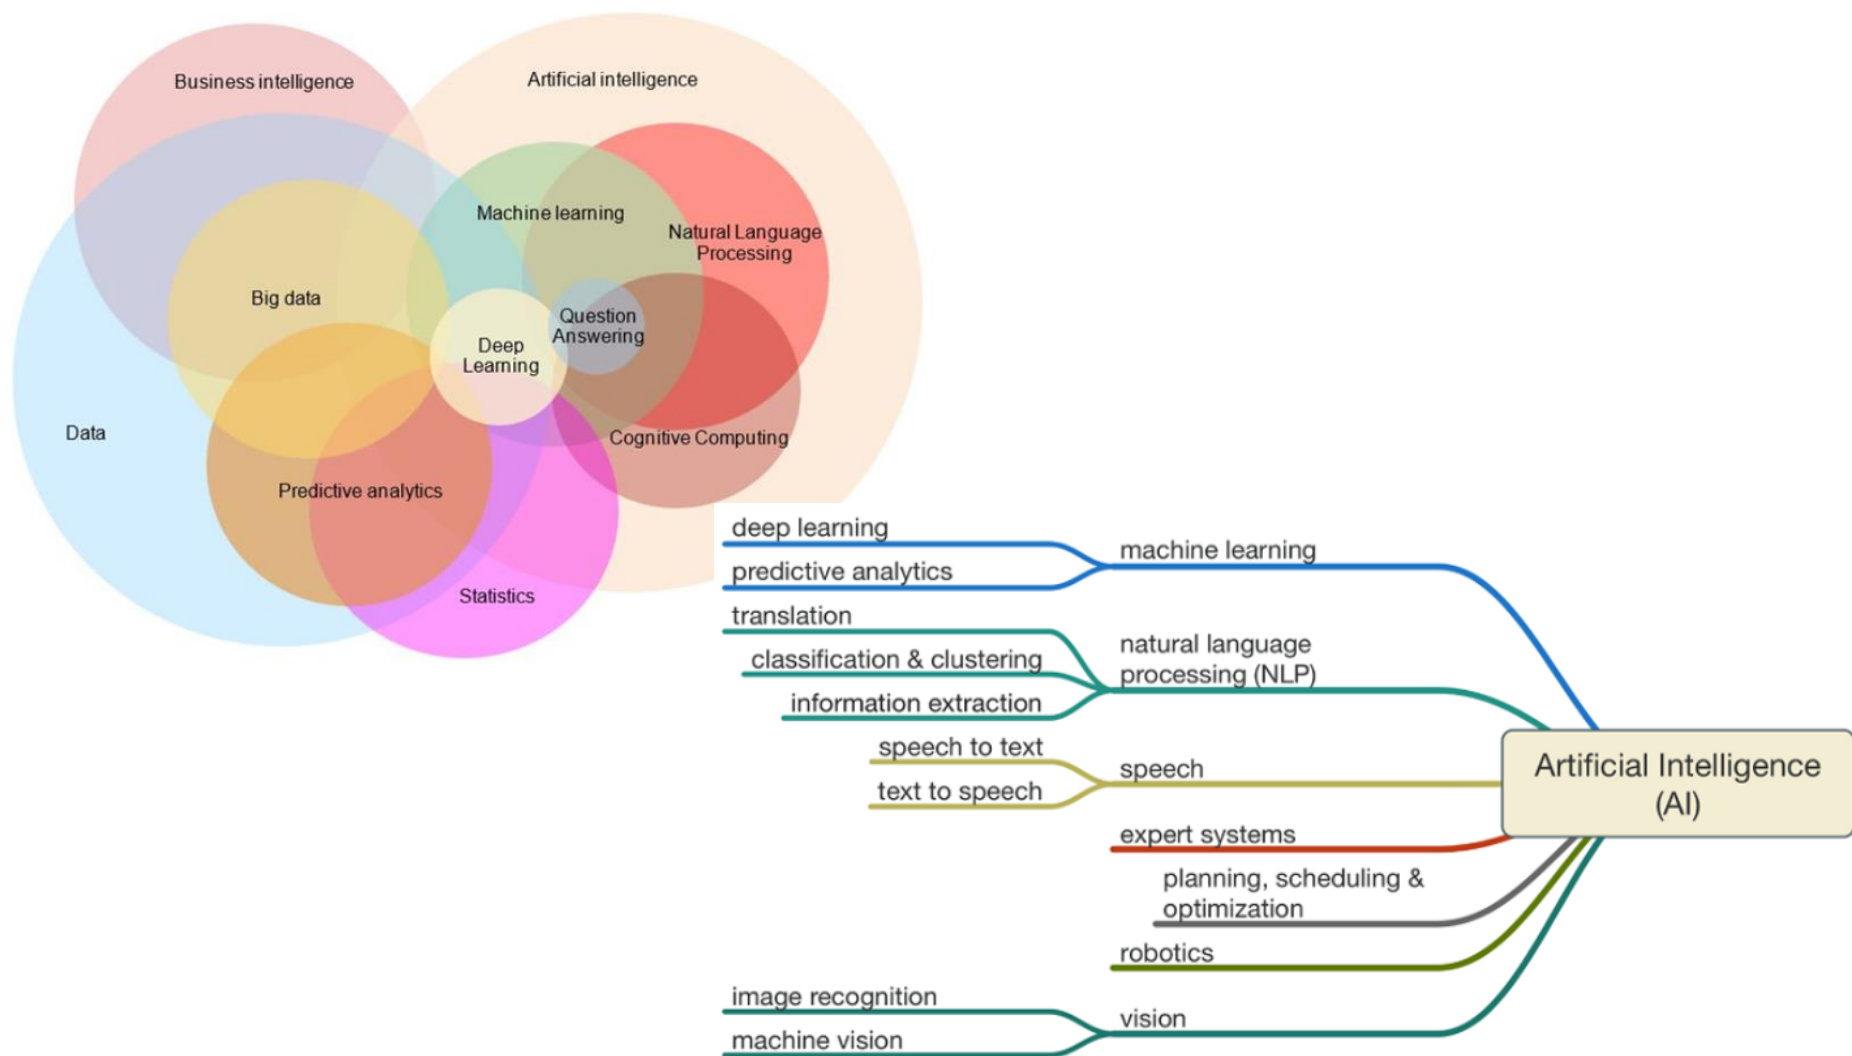 Business intelligence
Artificial intelligence
Machine learning
Natural Language
Processing
Big data
Question
Answering
Deep
Learning
Data
Cognitive Computing
Predictive analytics
Statistics
deep learning
predictive analytics
machine learning
translation
classification & clustering
information extraction
natural language
processing (NLP)
speech to text
text to speech
speech
Artificial Intelligence
(AI)
expert systems
planning, scheduling &
optimization
robotics
image recognition
machine vision
vision